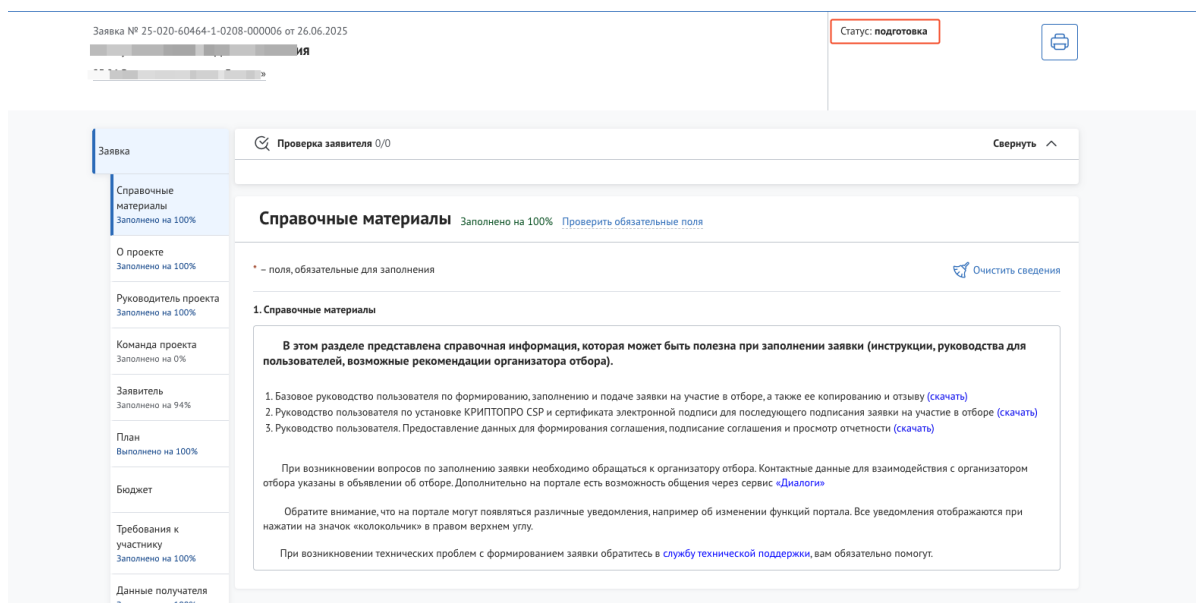 Заявка № 25-020-60464-1-0208-000006 от 26.06.2025
Статус: подготовка
Заявка
Справочные
материалы
Заполнено на 100%
О проекте
Заполнено на 100%
Руководитель проекта
Заполнено на 100%
Команда проекта
Заполнено на 0%
Заявитель
Заполнено на 94%
План
Выполнено на 100%
Бюджет
Требования к
участнику
Заполнено на 100%
Данные получателя
Проверка заявителя 0/0
Свернуть
Справочные материалы Заполнено на 100% Проверить обязательные поля
* – поля, обязательные для заполнения
Очистить сведения
1. Справочные материалы
В этом разделе представлена справочная информация, которая может быть полезна при заполнении заявки (инструкции, руководства для
пользователей, возможные рекомендации организатора отбора).
1. Базовое руководство пользователя по формированию, заполнению и подаче заявки на участие в отборе, а также ее копированию и отзыву (скачать)
2. Руководство пользователя по установке КРИПТОПРО CSP и сертификата электронной подписи для последующего подписания заявки на участие в отборе (скачать)
3. Руководство пользователя. Предоставление данных для формирования соглашения, подписание соглашения и просмотр отчетности (скачать)
При возникновении вопросов по заполнению заявки необходимо обращаться к организатору отбора. Контактные данные для взаимодействия с организатором
отбора указаны в объявлении об отборе. Дополнительно на портале есть возможность общения через сервис «Диалоги»
Обратите внимание, что на портале могут появляться различные уведомления, например об изменении функций портала. Все уведомления отображаются при
нажатии на значок «колокольчик» в правом верхнем углу.
При возникновении технических проблем с формированием заявки обратитесь в службу технической поддержки, вам обязательно помогут.